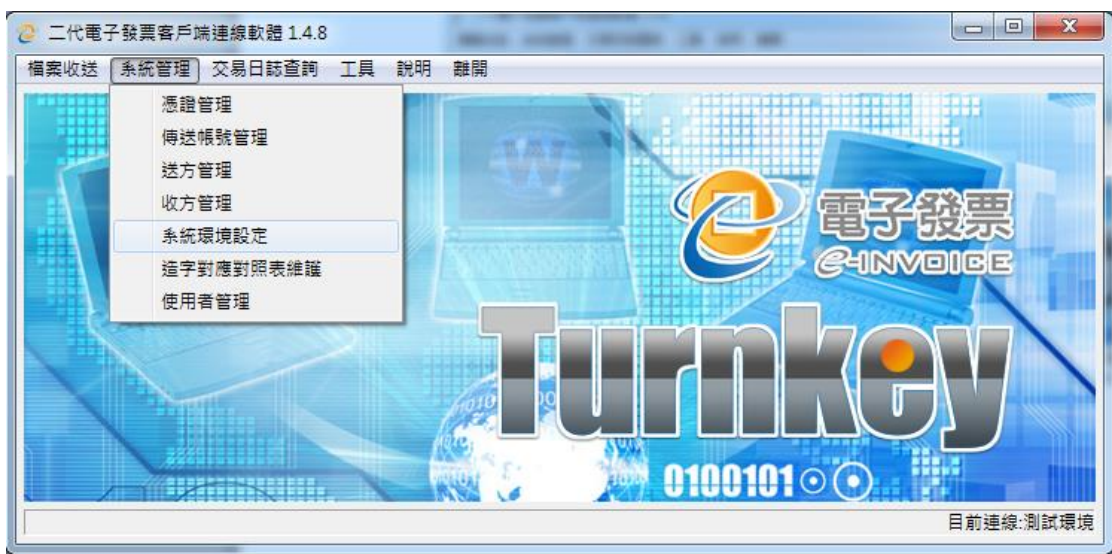 二代電子發票客戶端連線軟體 1.4.8
檔案收送 系統管理 交易日誌查詢 工具 說明 離開
憑證管理
傳送帳號管理
送方管理
收方管理
系統環境設定
造字對應對照表維護
使用者管理
電子發票
e-INVOICE
Turnkey
0100101
目前連線:測試環境